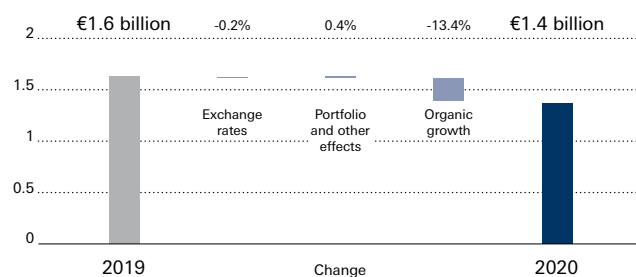 €1.6 billion -0.2% 0.4% -13.4% €1.4 billion
2
1.5
Exchange rates
Portfolio and other effects
Organic growth
1
0.5
0
2019 Change 2020